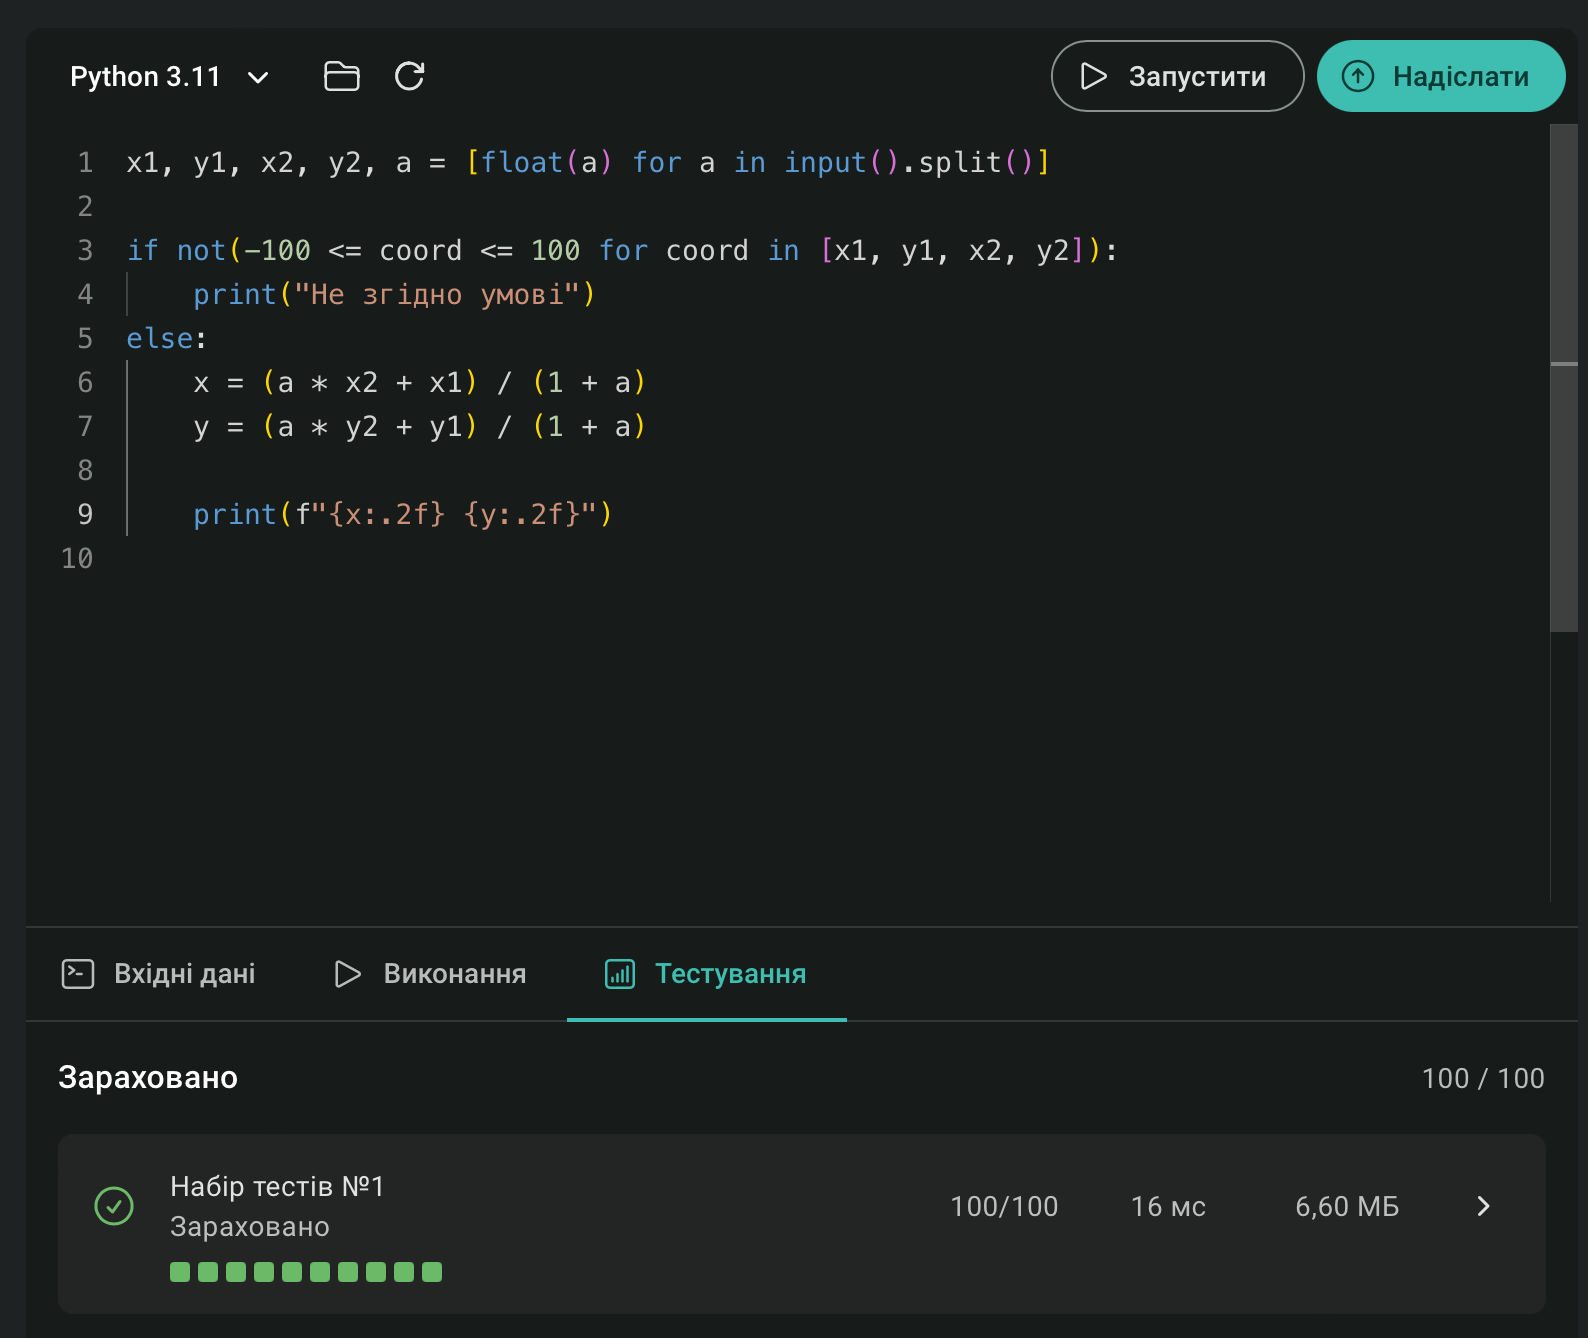 Python 3.11
Запустити
Надіслати
1 x1, y1, x2, y2, a = [float(a) for a in input().split()]
2
3 if not(-100 <= coord <= 100 for coord in [x1, y1, x2, y2]):
4     print("Не згідно умові")
5 else:
6     x = (a * x2 + x1) / (1 + a)
7     y = (a * y2 + y1) / (1 + a)
8
9     print(f"{x:.2f} {y:.2f}")
10
Вхідні дані
Виконання
Тестування
Зараховано
100 / 100
Набір тестів №1
Зараховано
100/100
16 мс
6,60 МБ